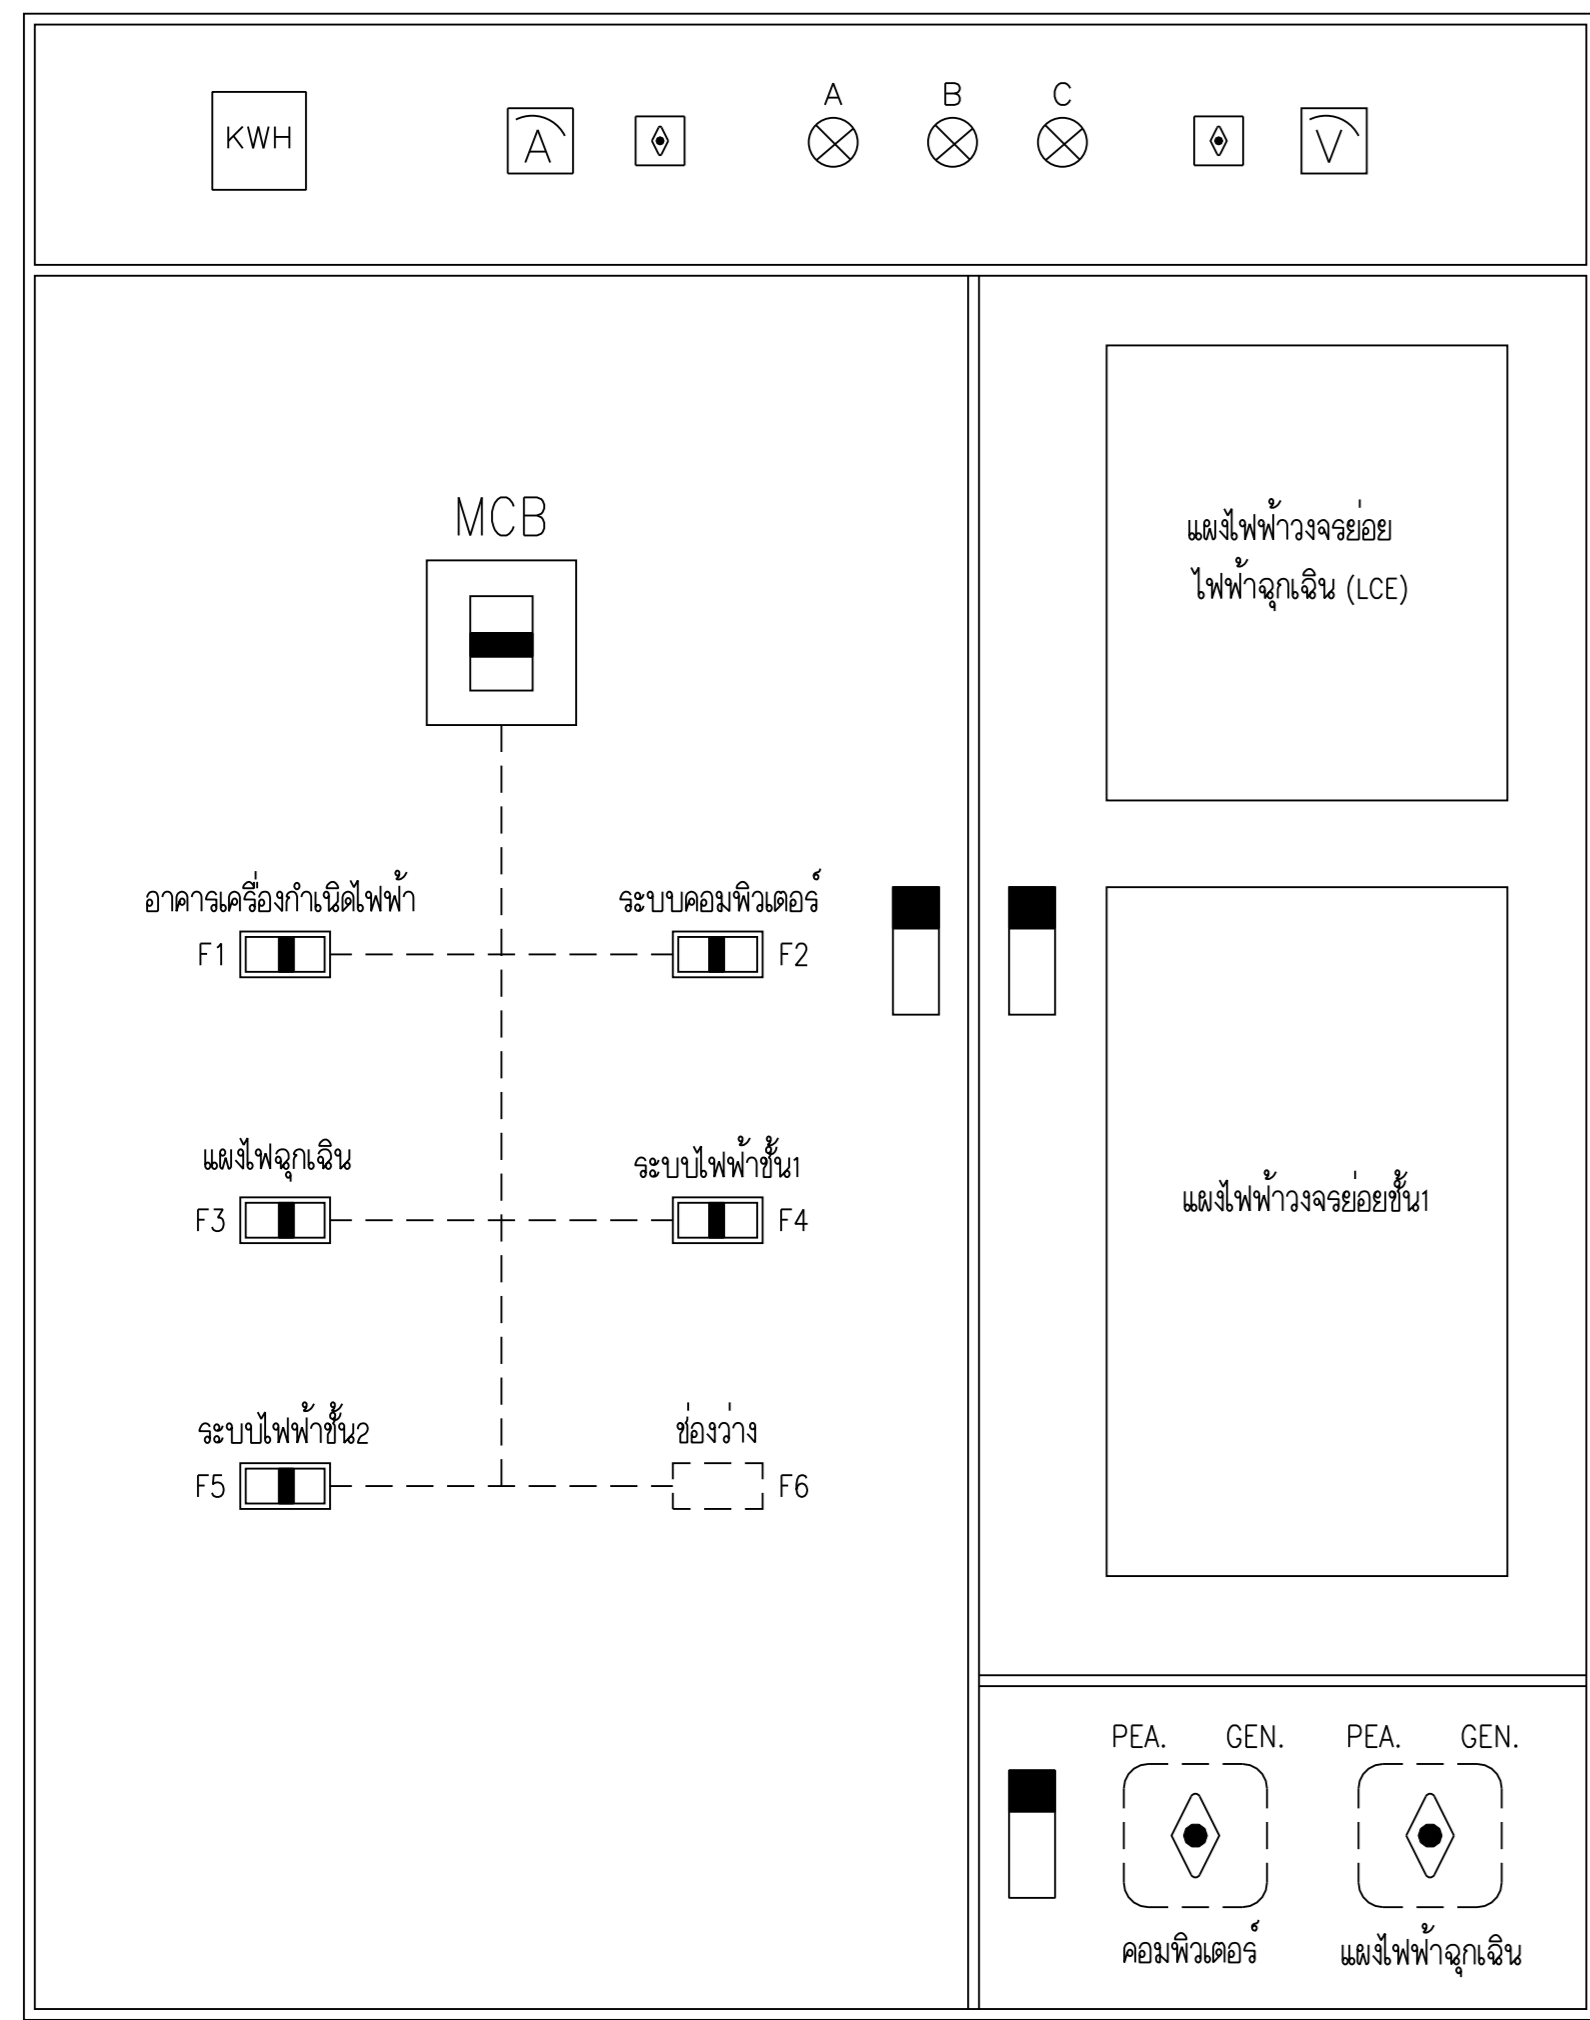 A B C
KWH A V
MCB
แผงไฟฟ้าวงจรย่อย
ไฟฟ้าฉุกเฉิน (LCE)
อาคารเครื่องกำเนิดไฟฟ้า
F1
ระบบคอมพิวเตอร์
F2
แผงไฟฉุกเฉิน
F3
ระบบไฟฟ้าชั้น1
F4
แผงไฟฟ้าวงจรย่อยชั้น1
ระบบไฟฟ้าชั้น2
F5
ช่องว่าง
F6
PEA. GEN. PEA. GEN.
คอมพิวเตอร์
แผงไฟฟ้าฉุกเฉิน